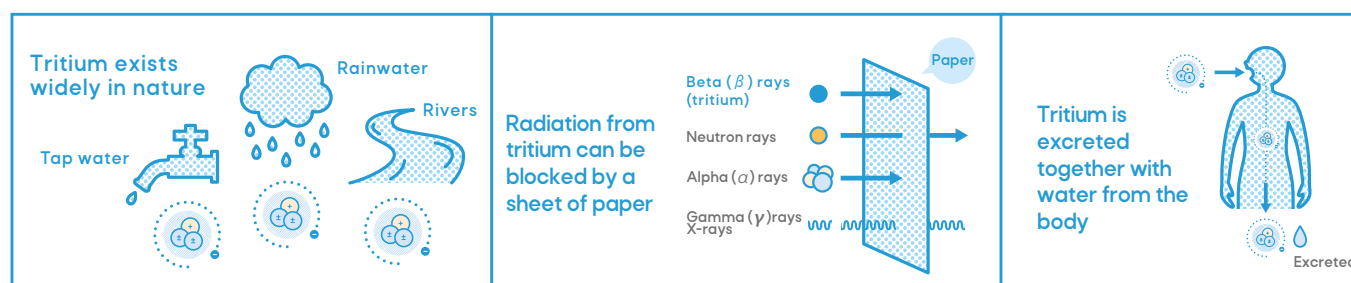 Tritium exists
widely in nature
Rainwater
Rivers
Tap water
Radiation from
tritium can be
blocked by a
sheet of paper
Paper
Beta (β) rays
(tritium)
Neutron rays
Alpha (α) rays
Gamma (γ) rays
X-rays
Tritium is
excreted
together with
water from the
body
Excreted